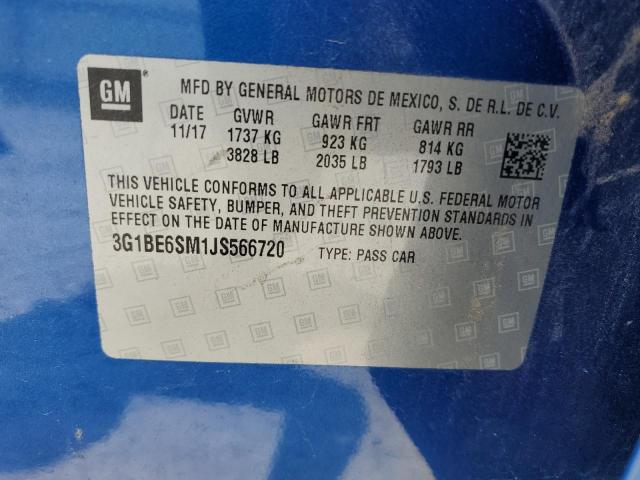 GM
MFD BY GENERAL MOTORS DE MEXICO, S. DE R.L. DE C.V.
DATE GVWR GAWR FRT GAWR RR
11/17 1737 KG 923 KG 814 KG
3828 LB 2035 LB 1793 LB
THIS VEHICLE CONFORMS TO ALL APPLICABLE U.S. FEDERAL MOTOR
VEHICLE SAFETY, BUMPER, AND THEFT PREVENTION STANDARDS IN
EFFECT ON THE DATE OF MANUFACTURE SHOWN ABOVE.
3G1BE6SM1JS566720 TYPE: PASS CAR